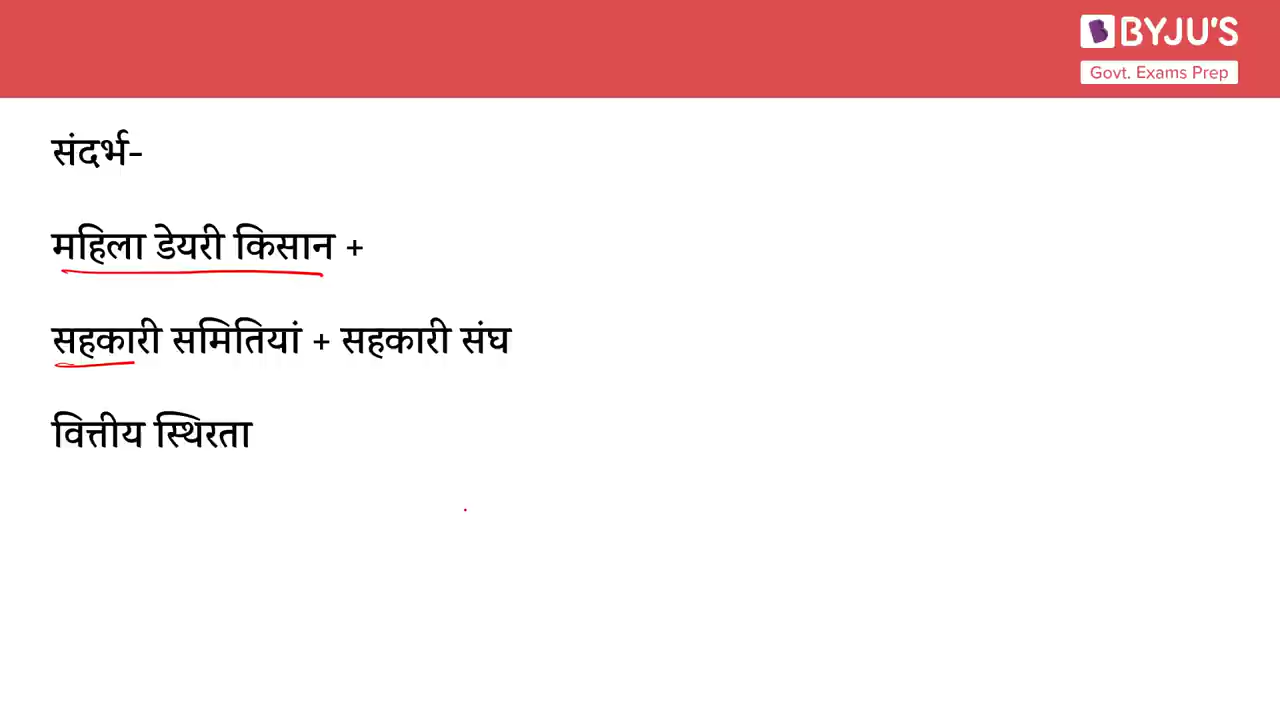 BYJU'S
Govt. Exams Prep
संदर्भ-
महिला डेयरी किसान +
सहकारी समितियां + सहकारी संघ
वित्तीय स्थिरता